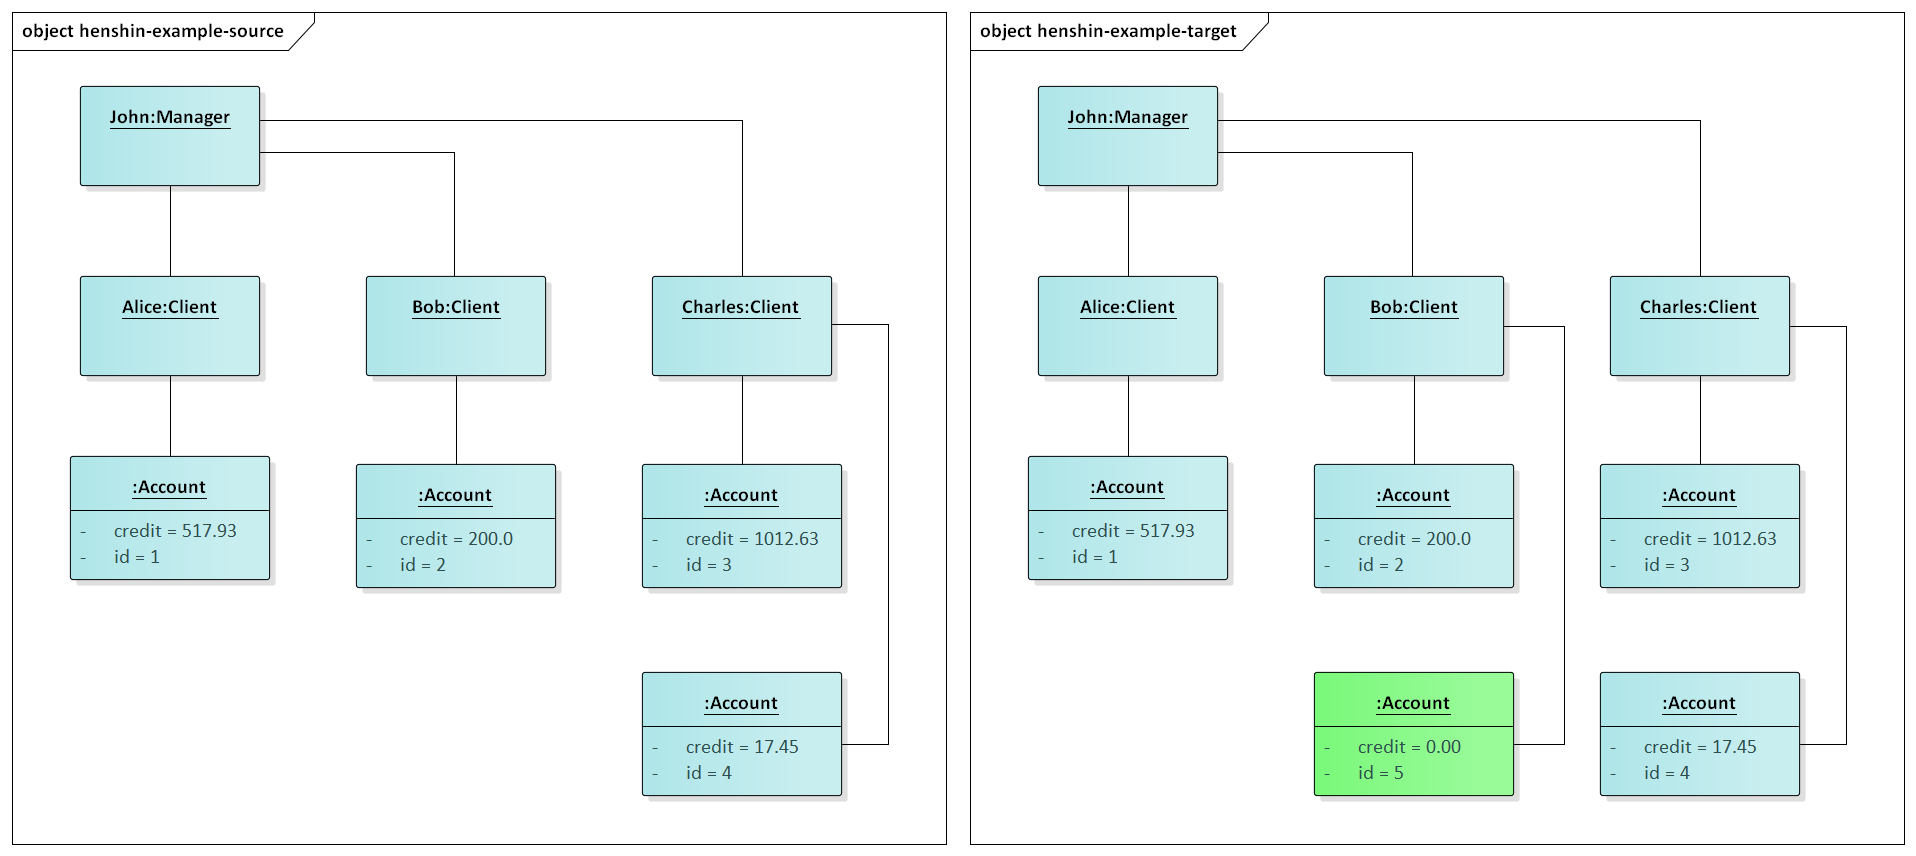 object henshin-example-source
John:Manager
Alice:Client
Bob:Client
Charles:Client
:Account
- credit = 517.93
- id = 1
:Account
- credit = 200.0
- id = 2
:Account
- credit = 1012.63
- id = 3
:Account
- credit = 17.45
- id = 4
object henshin-example-target
John:Manager
Alice:Client
Bob:Client
Charles:Client
:Account
- credit = 517.93
- id = 1
:Account
- credit = 200.0
- id = 2
:Account
- credit = 1012.63
- id = 3
:Account
- credit = 0.00
- id = 5
:Account
- credit = 17.45
- id = 4